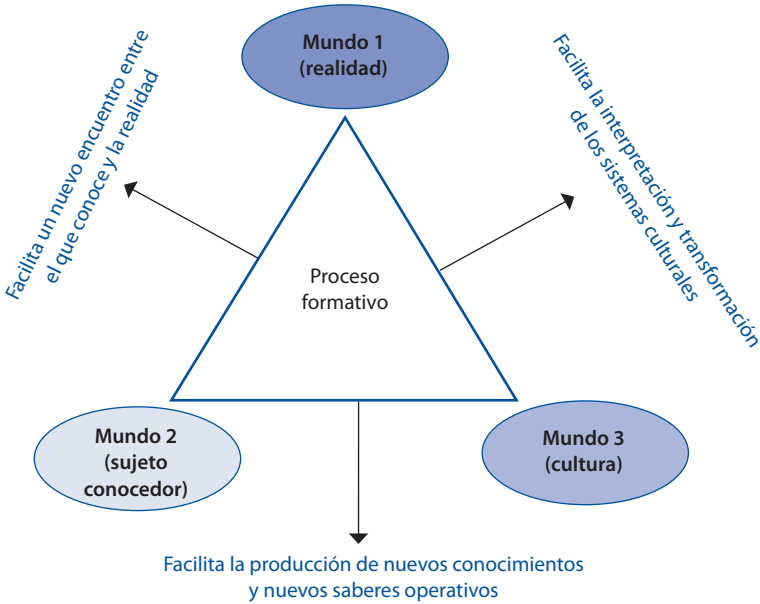 Mundo 1
(realidad)
Facilita un nuevo encuentro entre
el que conoce y la realidad
Facilita la interpretación y transformación
de los sistemas culturales
Proceso
formativo
Mundo 2
(sujeto
conocedor)
Mundo 3
(cultura)
Facilita la producción de nuevos conocimientos
y nuevos saberes operativos